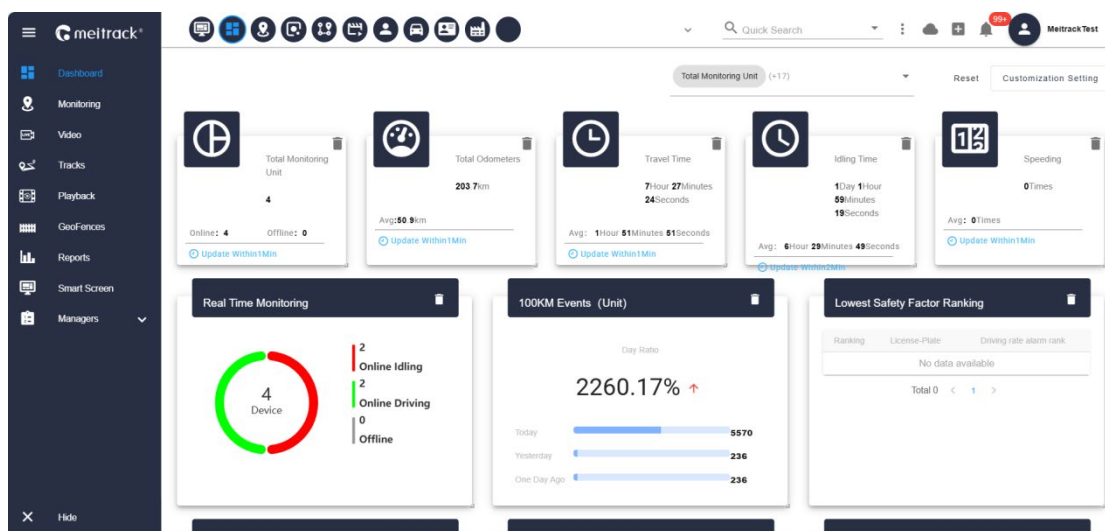 meitrack®
Quick Search
99+
MeitrackTest
Dashboard
Monitoring
Video
Tracks
Playback
GeoFences
Reports
Smart Screen
Managers
Hide
Total Monitoring Unit (+17)
Reset
Customization Setting
Total Monitoring
Unit
4
Online: 4 Offline: 0
Update Within1Min
Total Odometers
203.7km
Avg:50.9km
Update Within1Min
Travel Time
7Hour 27Minutes
24Seconds
Avg: 1Hour 51Minutes 51Seconds
Update Within1Min
Idling Time
1Day 1Hour
59Minutes
19Seconds
Avg: 6Hour 29Minutes 49Seconds
Update Within2Min
Speeding
0Times
Avg: 0Times
Update Within1Min
Real Time Monitoring
4
Device
2
Online Idling
2
Online Driving
0
Offline
100KM Events (Unit)
Day Ratio
2260.17%
Today 5570
Yesterday 236
One Day Ago 236
Lowest Safety Factor Ranking
Ranking License-Plate Driving rate alarm rank
No data available
Total 0 < 1 >